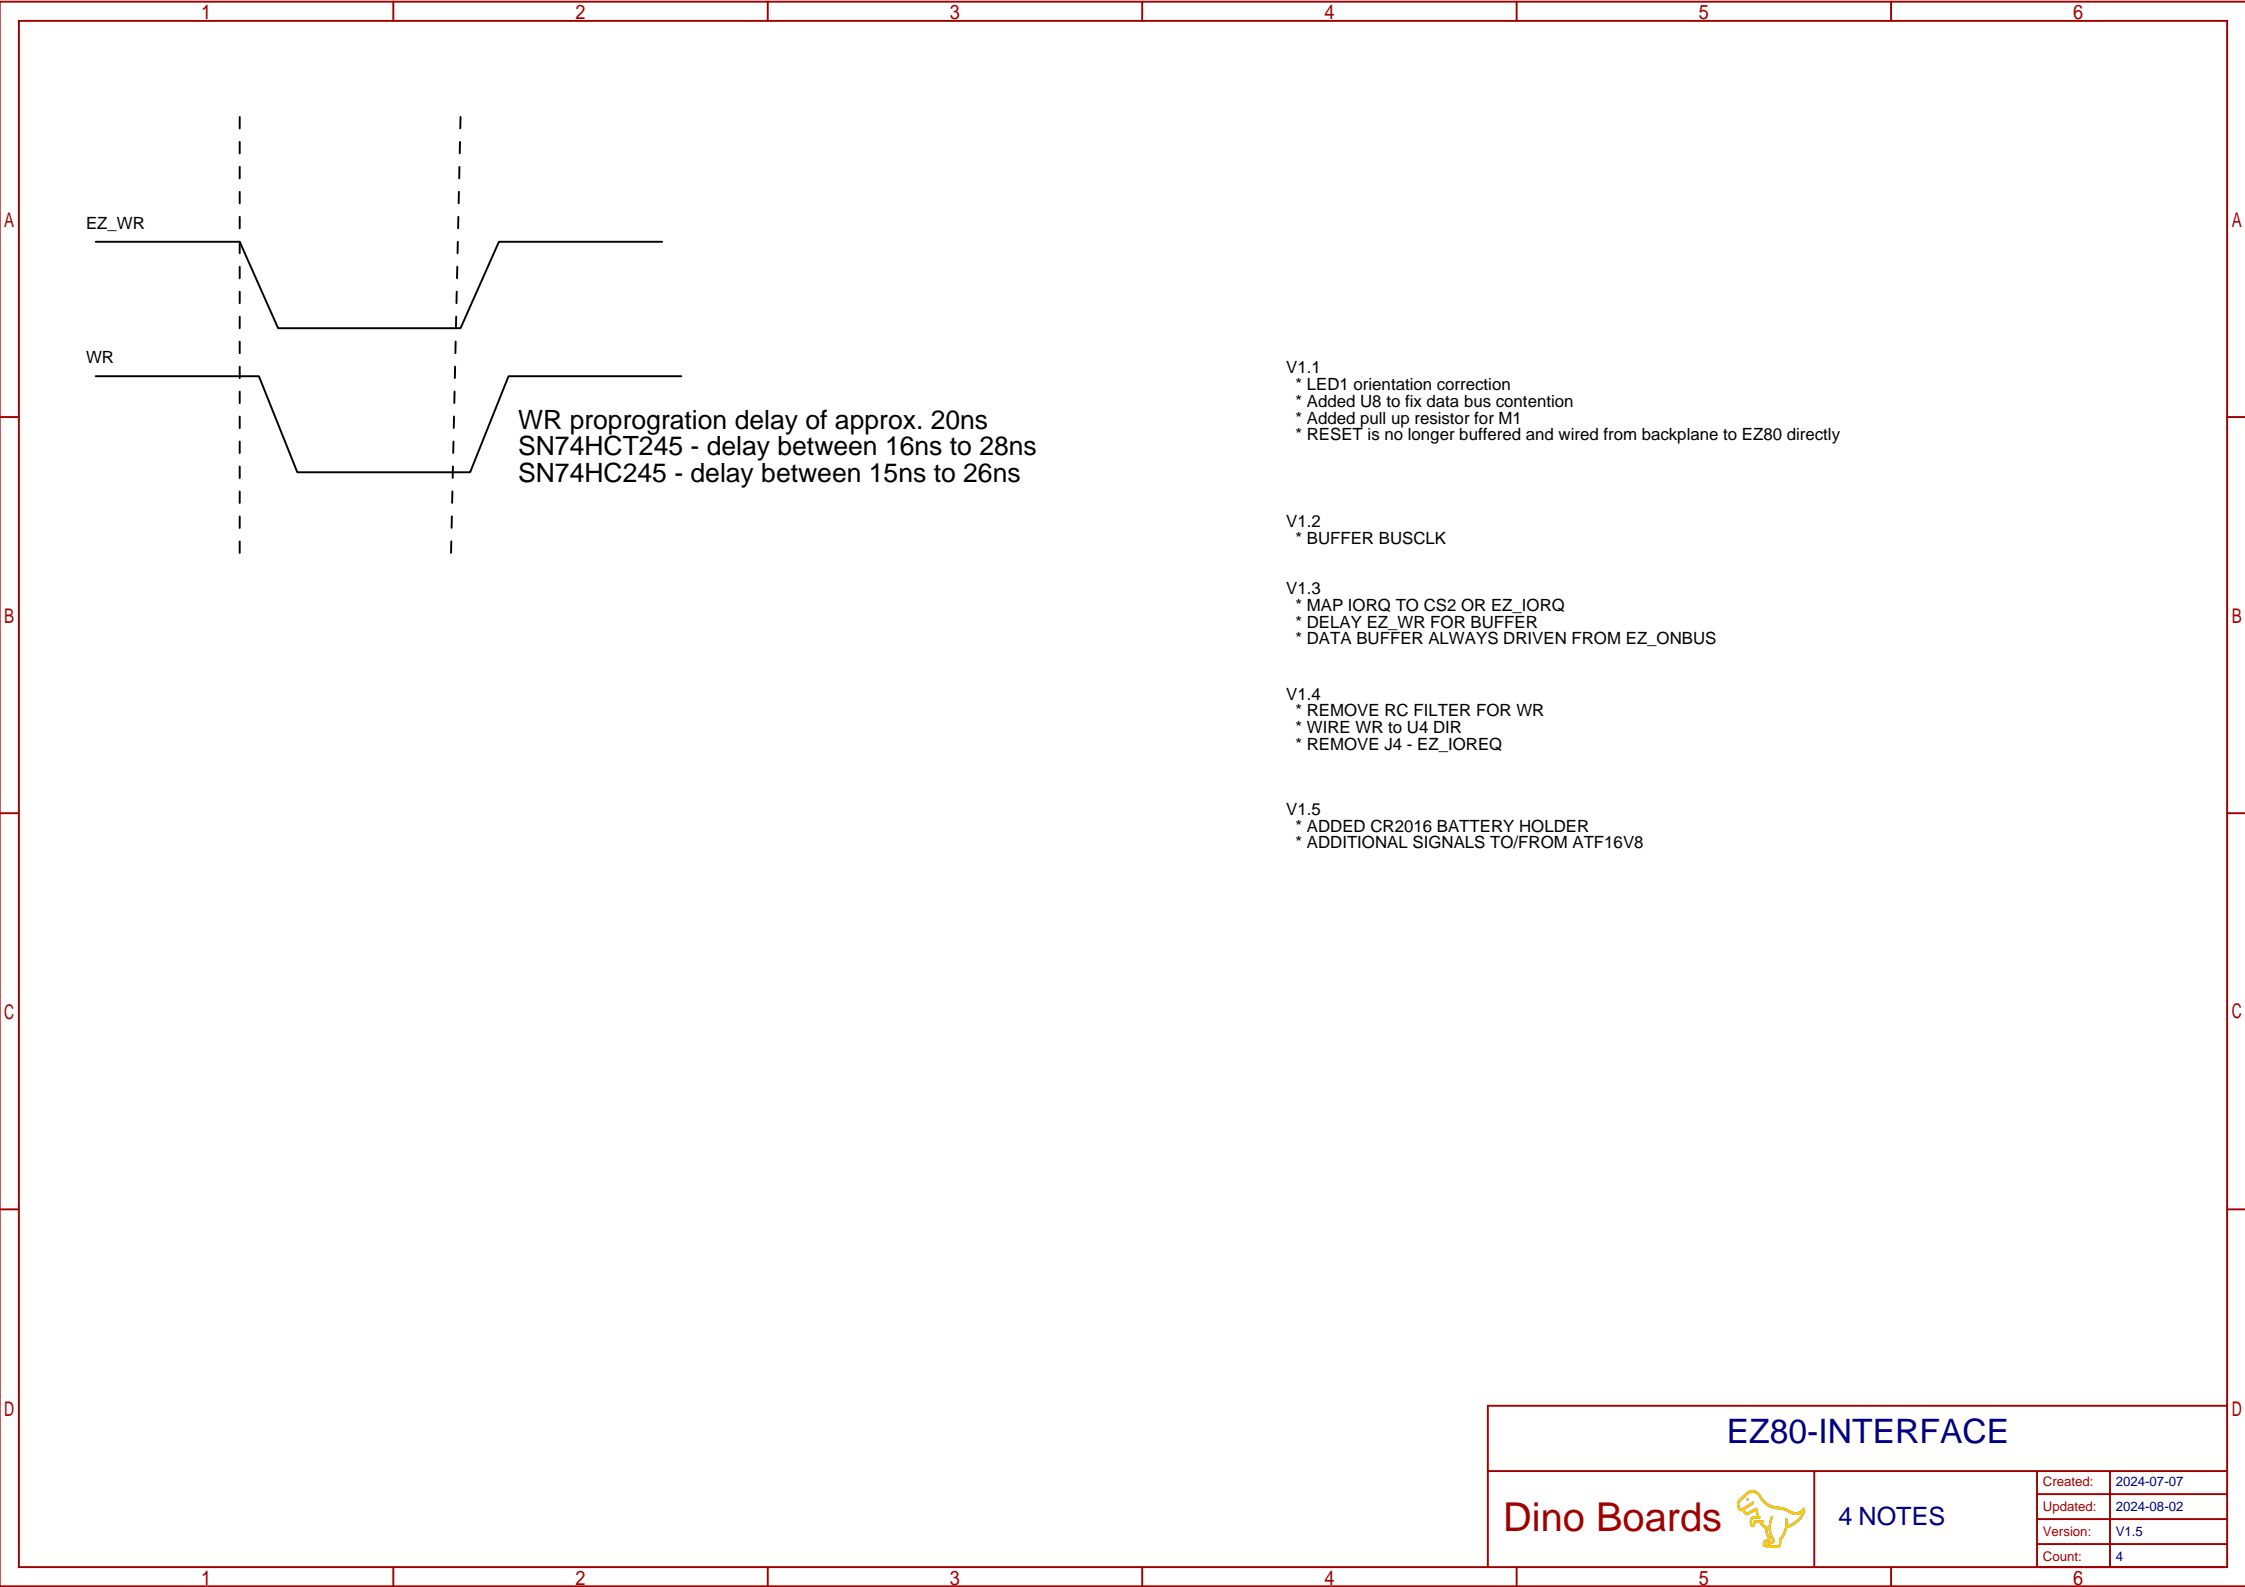 1 2 3 4 5 6
A A
EZ_WR
WR
WR proprogration delay of approx. 20ns
SN74HCT245 - delay between 16ns to 28ns
SN74HC245 - delay between 15ns to 26ns
V1.1
* LED1 orientation correction
* Added U8 to fix data bus contention
* Added pull up resistor for M1
* RESET is no longer buffered and wired from backplane to EZ80 directly
V1.2
* BUFFER BUSCLK
V1.3
* MAP IORQ TO CS2 OR EZ_IORQ
* DELAY EZ_WR FOR BUFFER
* DATA BUFFER ALWAYS DRIVEN FROM EZ_ONBUS
B B
V1.4
* REMOVE RC FILTER FOR WR
* WIRE WR to U4 DIR
* REMOVE J4 - EZ_IOREQ
V1.5
* ADDED CR2016 BATTERY HOLDER
* ADDITIONAL SIGNALS TO/FROM ATF16V8
C C
D D
EZ80-INTERFACE
Dino Boards
4 NOTES
Created: 2024-07-07
Updated: 2024-08-02
Version: V1.5
Count: 4
1 2 3 4 5 6